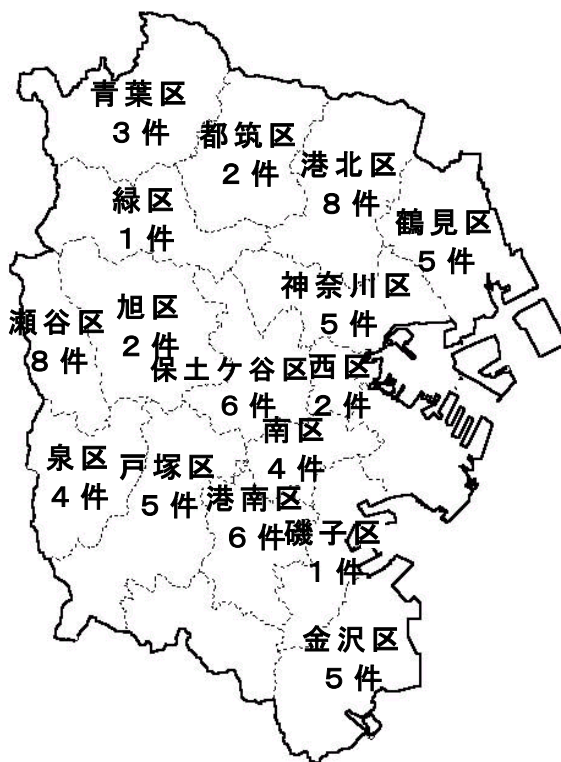 青葉区
3 件
都筑区
2 件
港北区
8 件
緑区
1 件
鶴見区
5 件
神奈川区
5 件
瀬谷区
8 件
旭区
2 件
保土ケ谷区
6 件
西区
2 件
南区
4 件
泉区
4 件
戸塚区
5 件
港南区
6 件
磯子区
1 件
金沢区
5 件